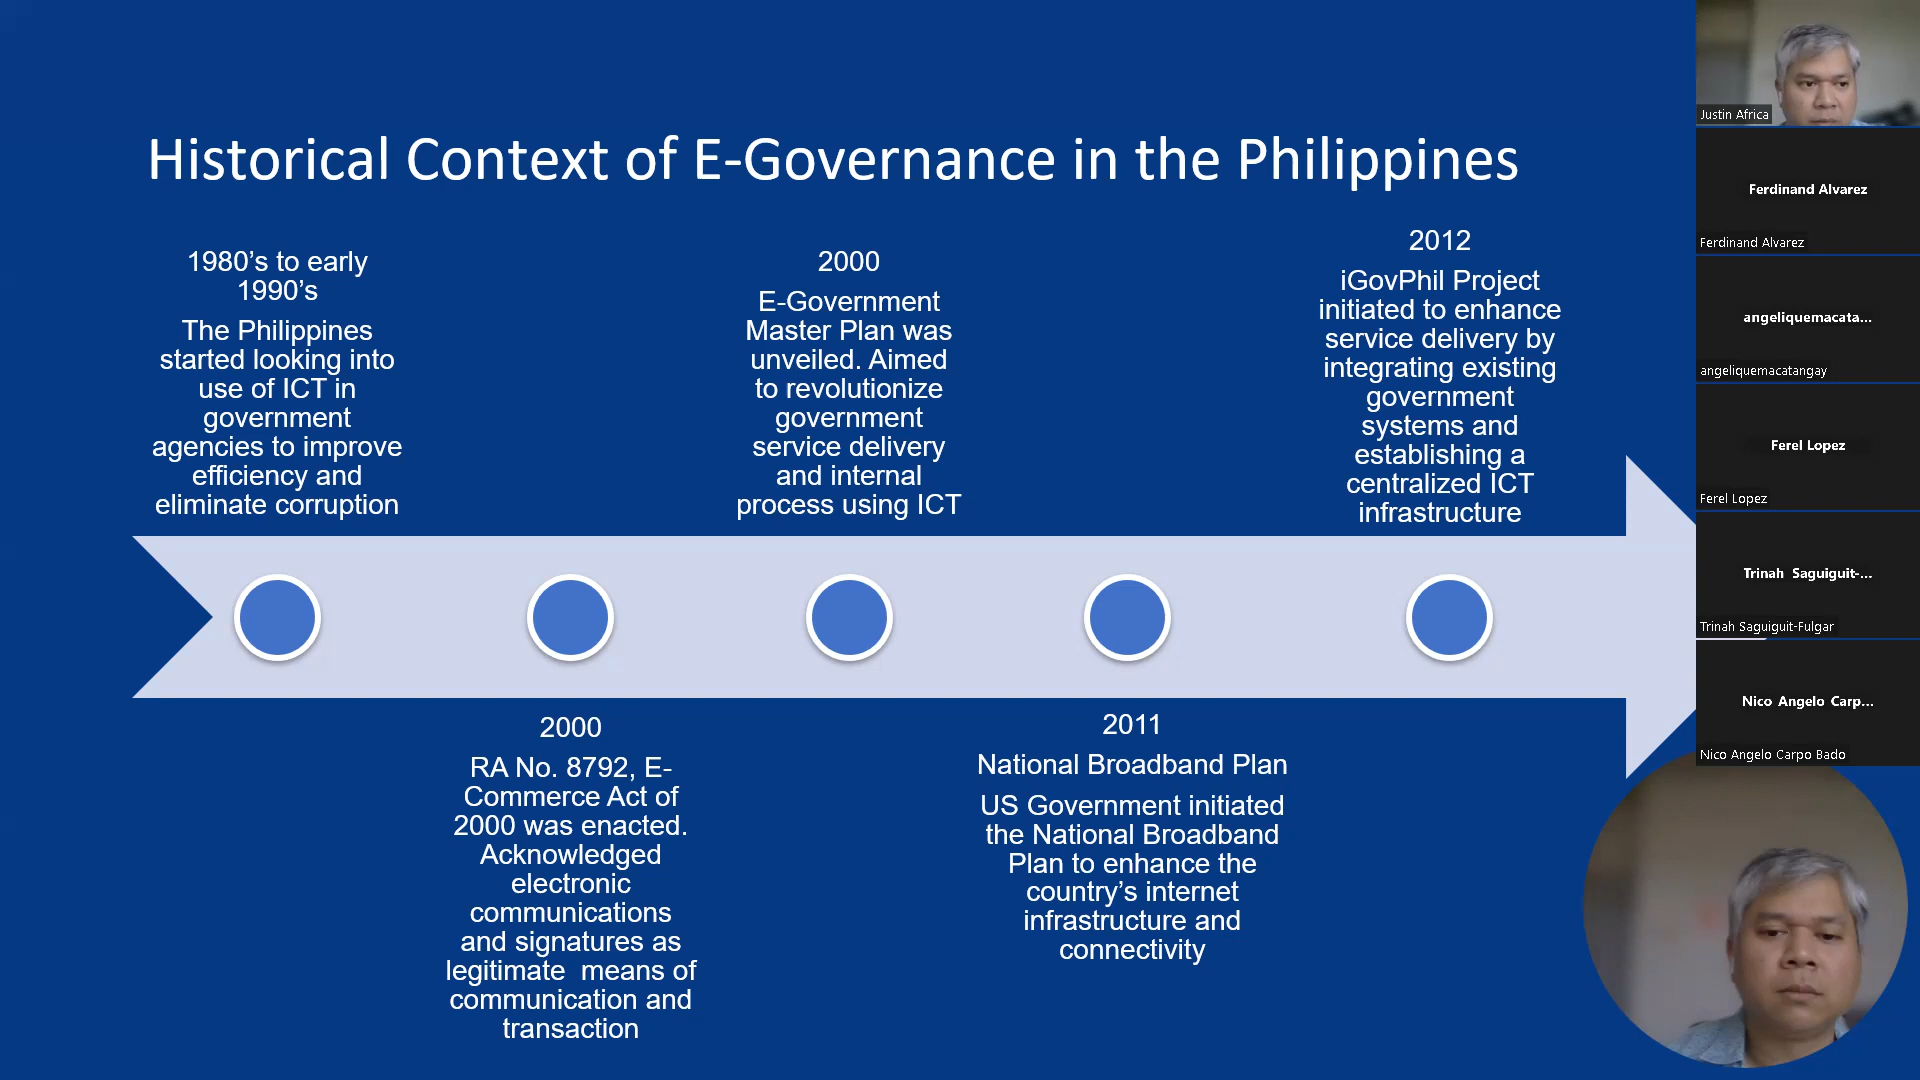 Historical Context of E-Governance in the Philippines
1980’s to early
1990’s
The Philippines
started looking into
use of ICT in
government
agencies to improve
efficiency and
eliminate corruption
2000
RA No. 8792, E-
Commerce Act of
2000 was enacted.
Acknowledged
electronic
communications
and signatures as
legitimate  means of
communication and
transaction
2000
E-Government
Master Plan was
unveiled. Aimed
to revolutionize
government
service delivery
and internal
process using ICT
2011
National Broadband Plan
US Government initiated
the National Broadband
Plan to enhance the
country’s internet
infrastructure and
connectivity
2012
iGovPhil Project
initiated to enhance
service delivery by
integrating existing
government
systems and
establishing a
centralized ICT
infrastructure
Justin Africa
Ferdinand Alvarez
Ferdinand Alvarez
angeliquemacata...
angeliquemacatangay
Ferel Lopez
Ferel Lopez
Trinah Saguiguit-...
Trinah Saguiguit-Fulgar
Nico Angelo Carp...
Nico Angelo Carpo Bado